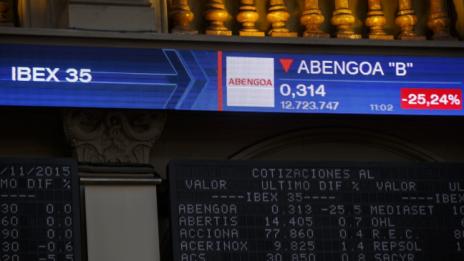 IBEX 35
ABENGOA
ABENGOA "B"
0,314
12.723.747
11:02
-25,24%
/11/2015
MO DIF %
COTIZACIONES AL
VALOR ULTIMO DIF % VALOR
IBEX 35
ABENGOA 0.313 -25.5 MEDIASET
ABERTIS 14.405 0.7 OHL
ACCIONA 77.860 0.4 R.E.C.
ACERINOX 9.825 1.4 REPSOL
ACS 30.850 0.8 SACYR